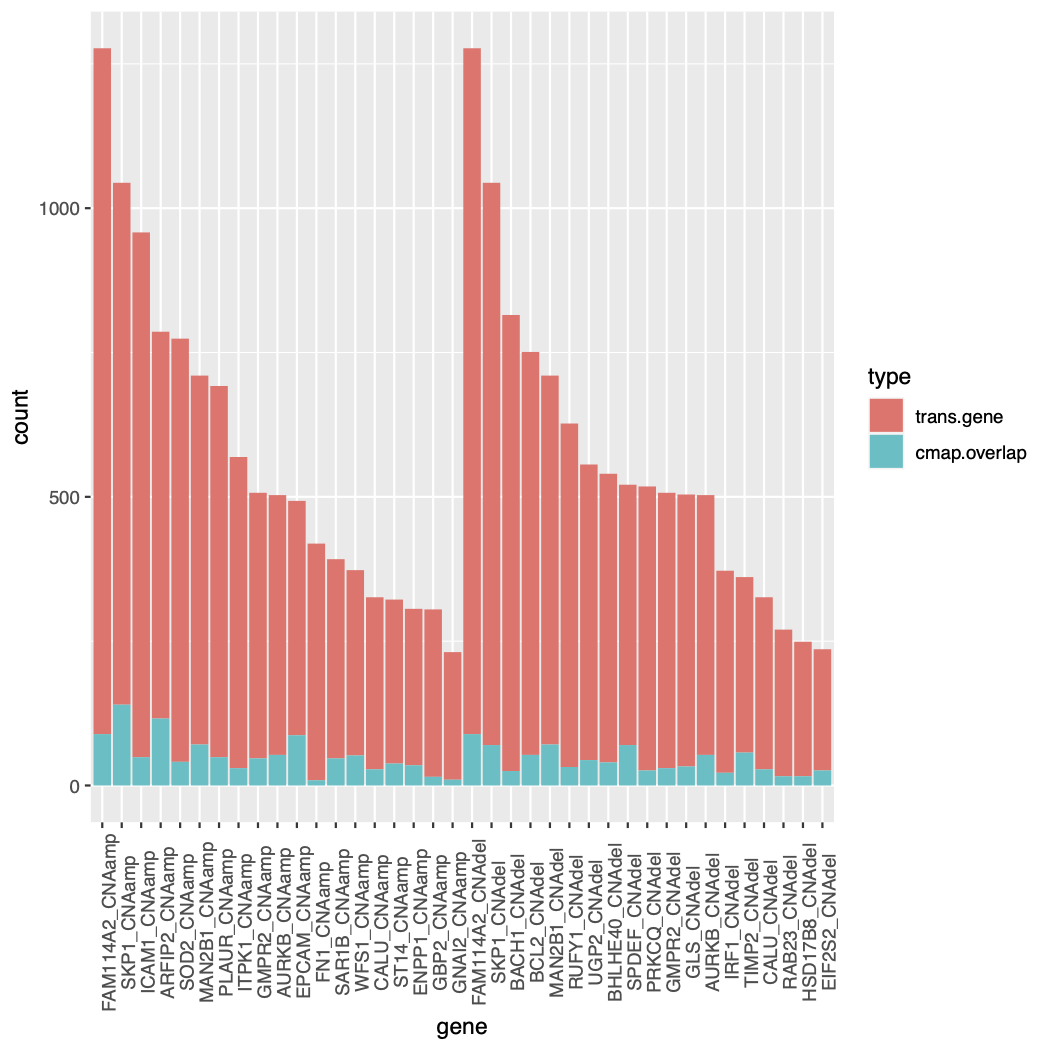 count
1000
500
0
FAM114A2_CNAamp
SKP1_CNAamp
ICAM1_CNAamp
ARFIP2_CNAamp
SOD2_CNAamp
MAN2B1_CNAamp
PLAUR_CNAamp
ITPK1_CNAamp
GMPR2_CNAamp
AURKB_CNAamp
EPCAM_CNAamp
FN1_CNAamp
SAR1B_CNAamp
WFS1_CNAamp
CALU_CNAamp
ST14_CNAamp
ENPP1_CNAamp
GBP2_CNAamp
GNAI2_CNAamp
FAM114A2_CNAdel
SKP1_CNAdel
BACH1_CNAdel
BCL2_CNAdel
MAN2B1_CNAdel
RUFY1_CNAdel
UGP2_CNAdel
BHLHE40_CNAdel
SPDEF_CNAdel
PRKCQ_CNAdel
GMPR2_CNAdel
GLS_CNAdel
AURKB_CNAdel
IRF1_CNAdel
TIMP2_CNAdel
CALU_CNAdel
RAB23_CNAdel
HSD17B8_CNAdel
EIF2S2_CNAdel
gene
type
trans.gene
cmap.overlap